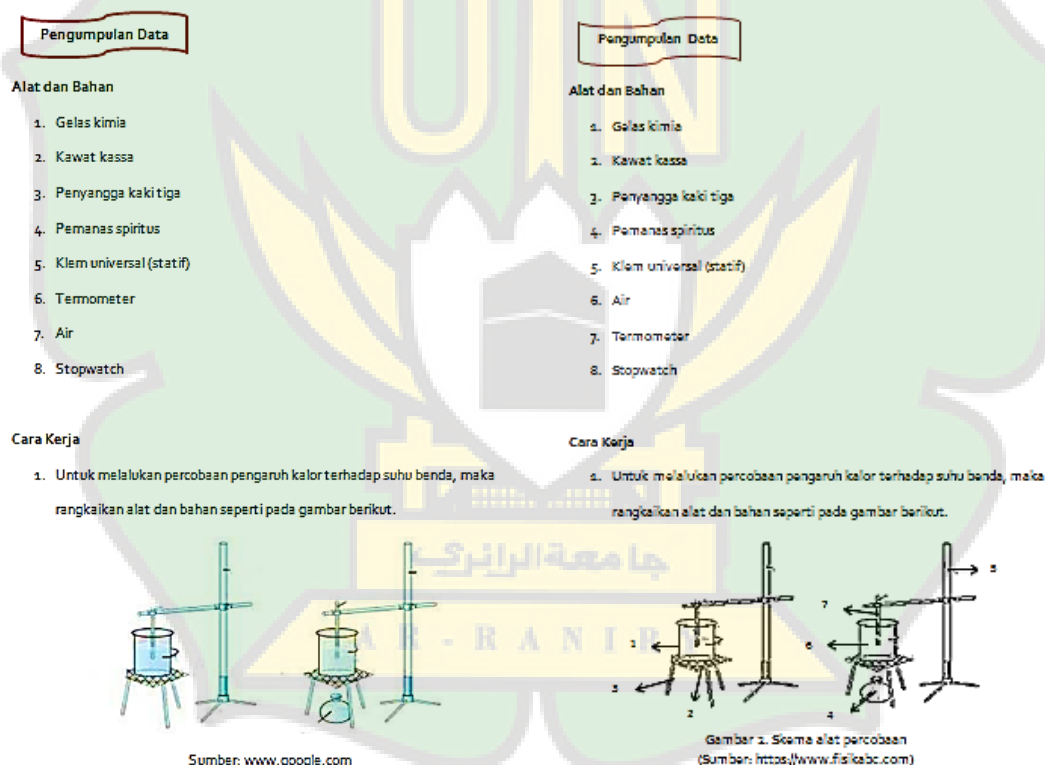 Pengumpulan Data
Alat dan Bahan
1. Gelas kimia
2. Kawat kassa
3. Penyangga kaki tiga
4. Pemanas spiritus
5. Klem universal (statif)
6. Termometer
7. Air
8. Stopwatch
Cara Kerja
1. Untuk melalukan percobaan pengaruh kalor terhadap suhu benda, maka
rangkaikan alat dan bahan seperti pada gambar berikut.
Sumber: www.google.com
Pengumpulan Data
Alat dan Bahan
1. Gelas kimia
2. Kawat kassa
3. Penyangga kaki tiga
4. Pemanas spiritus
5. Klem universal (statif)
6. Air
7. Termometer
8. Stopwatch
Cara Kerja
1. Untuk melalukan percobaan pengaruh kalor terhadap suhu benda, maka
rangkaikan alat dan bahan seperti pada gambar berikut.
5
7
1
6
3
2
4
Gambar 2. Skema alat percobaan
(Sumber: https://www.fisikabc.com)
UIN
جامعة الرانري
AR-RANIRY